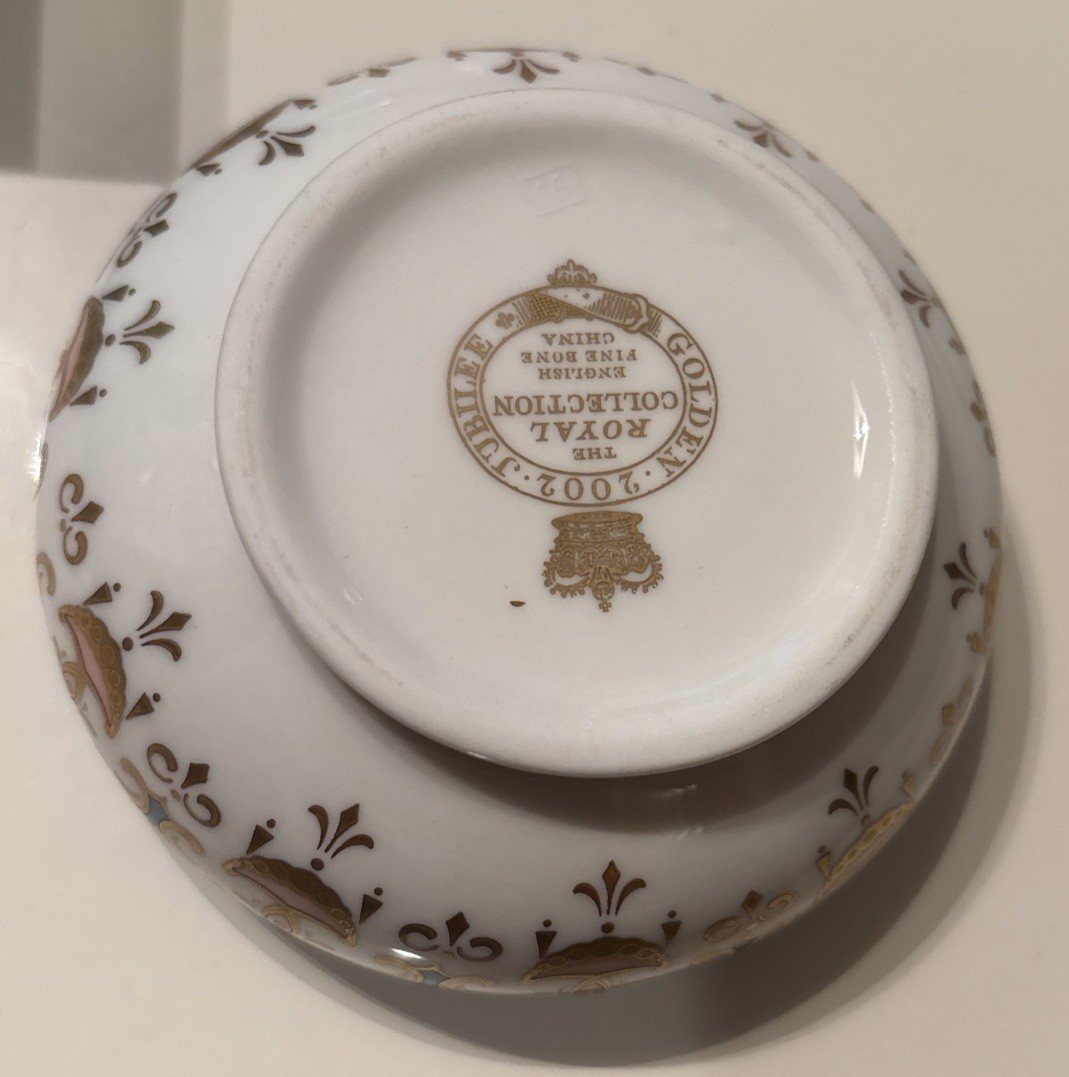 GOLDEN · 2002 · JUBILEE
THE
ROYAL
COLLECTION
ENGLISH
FINE BONE
CHINA